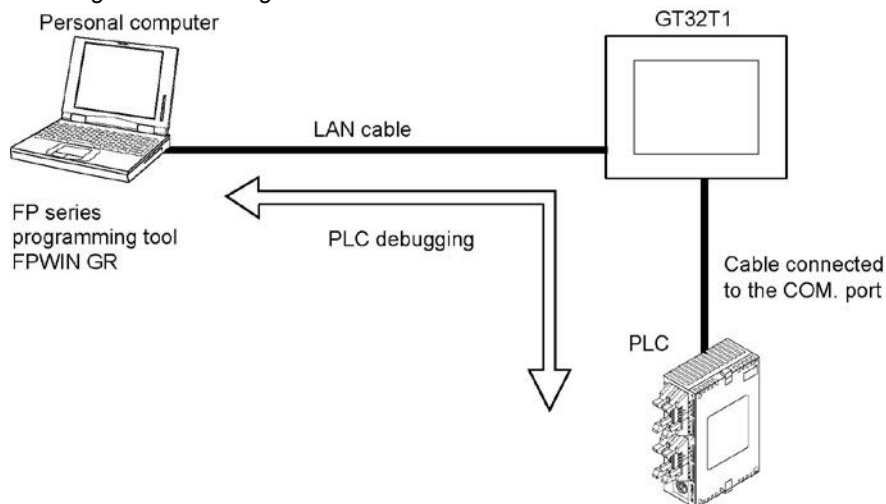 Personal computer
GT32T1
LAN cable
FP series
programming tool
FPWIN GR
PLC debugging
Cable connected
to the COM. port
PLC